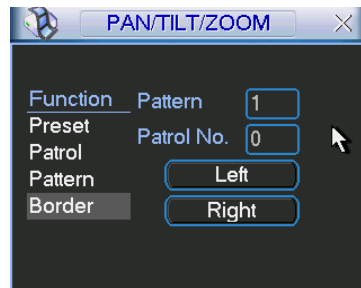 PAN/TILT/ZOOM
Function
Preset
Patrol
Pattern
Border
Pattern 1
Patrol No. 0
Left
Right